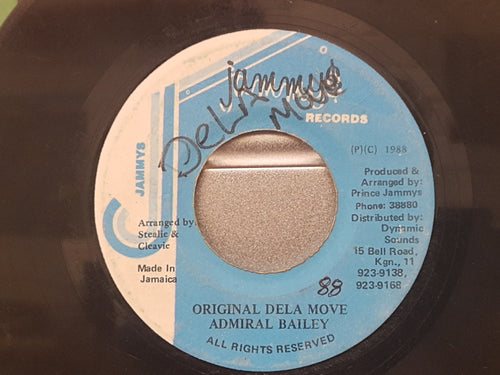 jammys
DELA MOVE
RECORDS
JAMMYS
(P)(C) 1988
Produced &
Arranged by:
Prince Jammys
Phone: 38880
Distributed by:
Dynamic
Sounds
15 Bell Road,
Kgn., 11
923-9138,
923-9168
Arranged by
Stealie &
Cleavie
Made In
Jamaica
88
ORIGINAL DELA MOVE
ADMIRAL BAILEY
ALL RIGHTS RESERVED